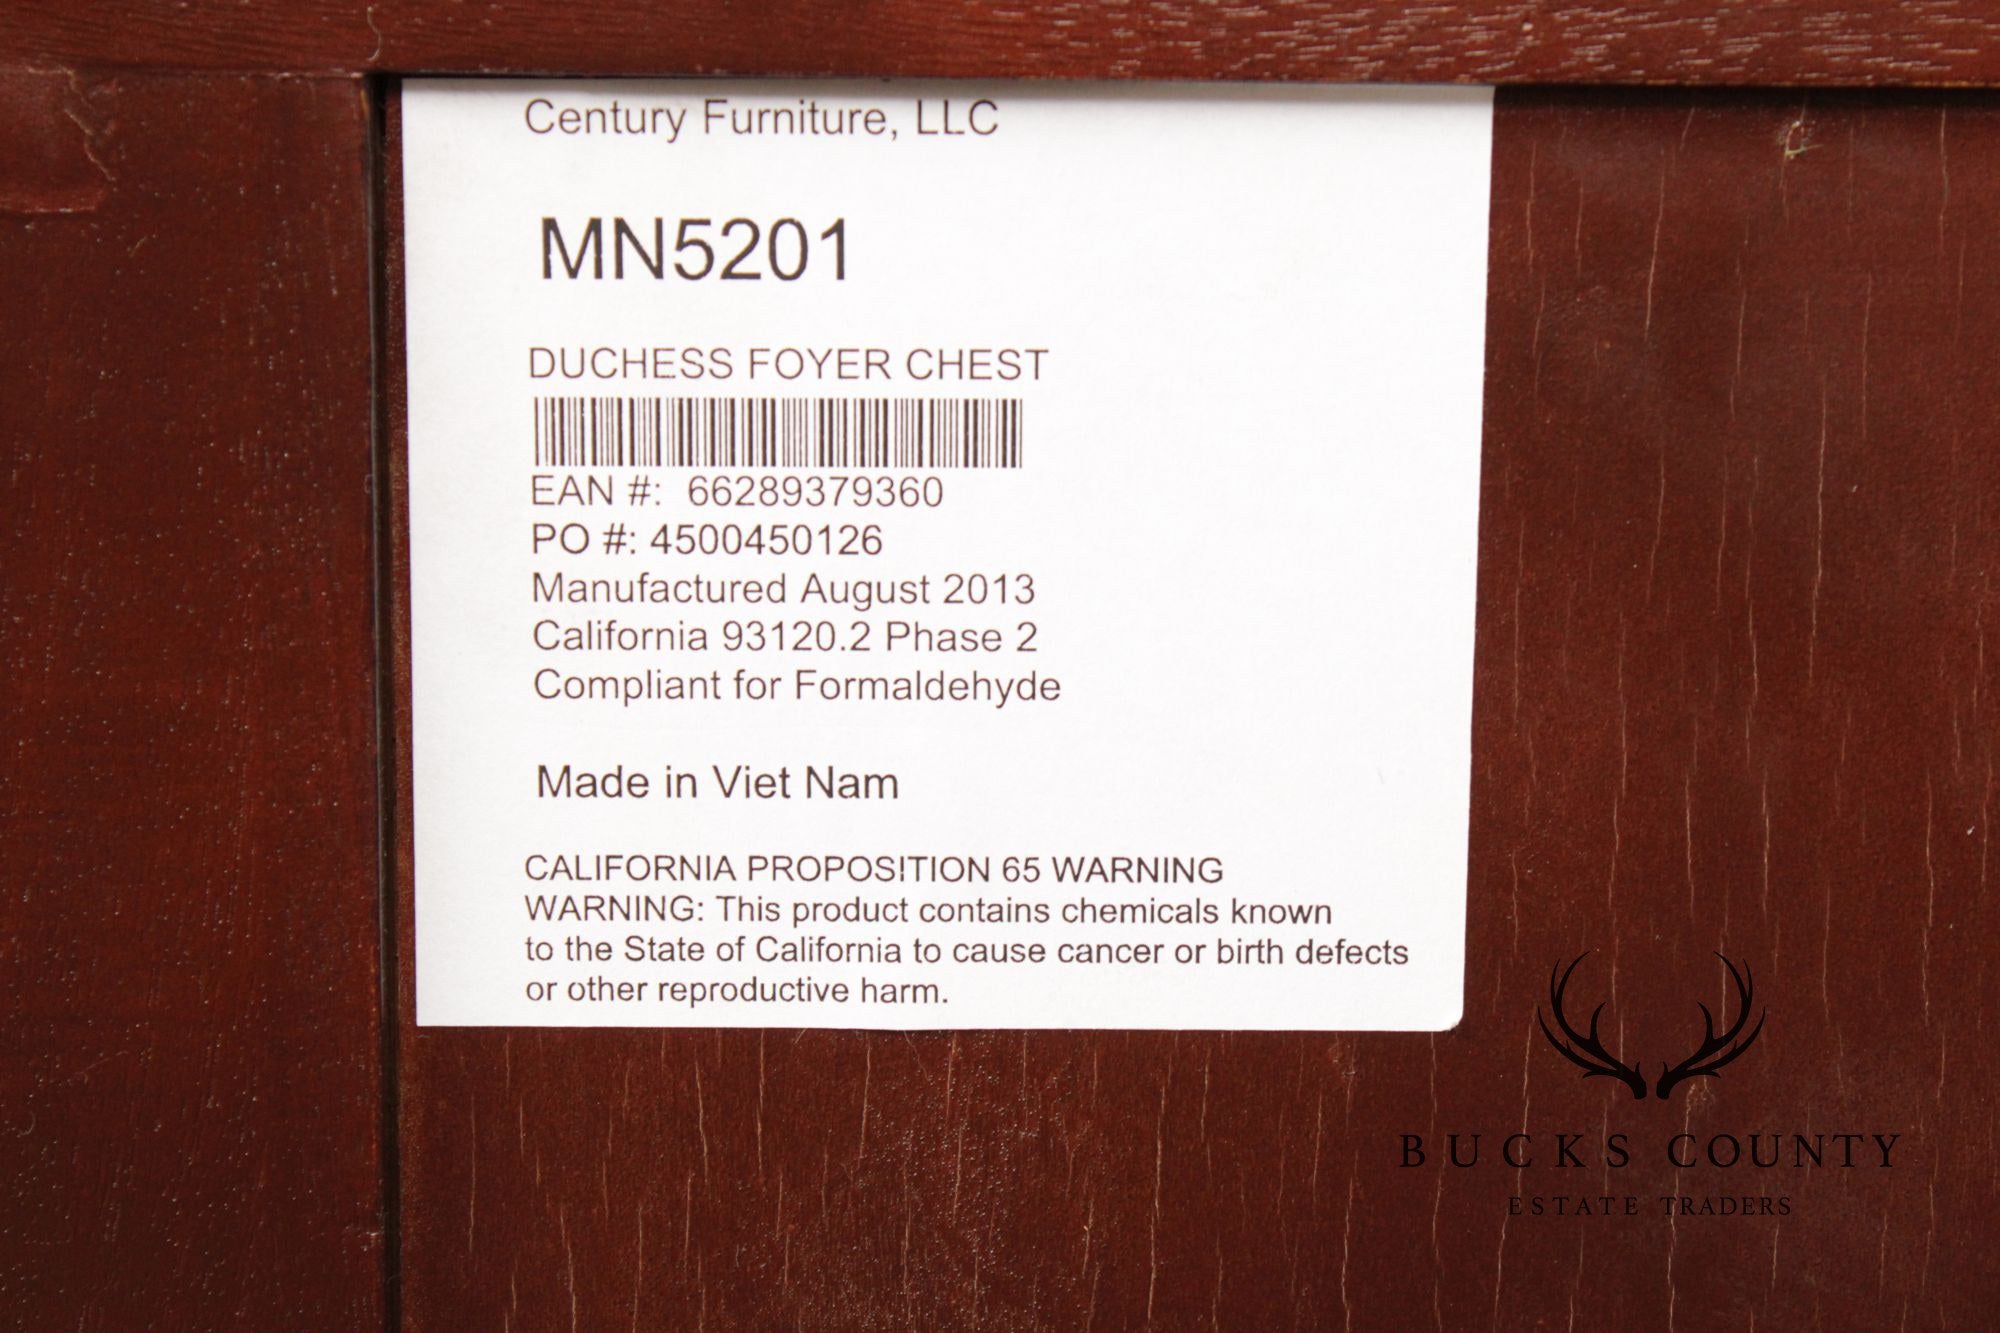 Century Furniture, LLC
MN5201
DUCHESS FOYER CHEST
EAN #: 66289379360
PO #: 4500450126
Manufactured August 2013
California 93120.2 Phase 2
Compliant for Formaldehyde
Made in Viet Nam
CALIFORNIA PROPOSITION 65 WARNING
WARNING: This product contains chemicals known
to the State of California to cause cancer or birth defects
or other reproductive harm.
BUCKS COUNTY
ESTATE TRADERS